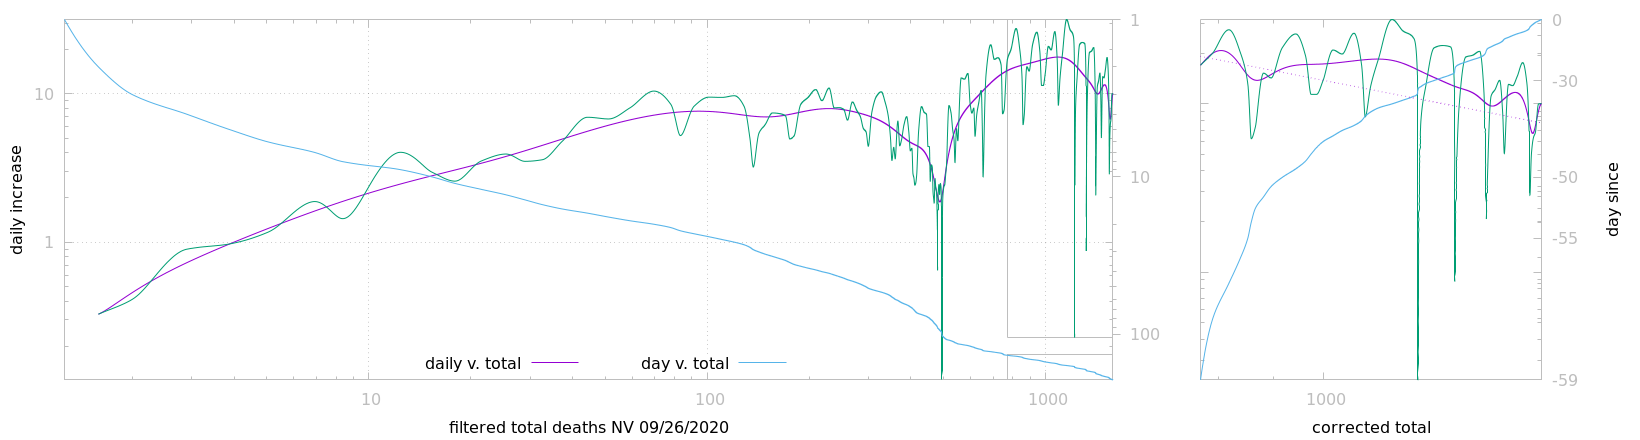 daily increase
10
1
daily v. total
day v. total
10
100
1000
filtered total deaths NV 09/26/2020
1
10
100
1000
corrected total
0
-30
-50
-55
-59
day since